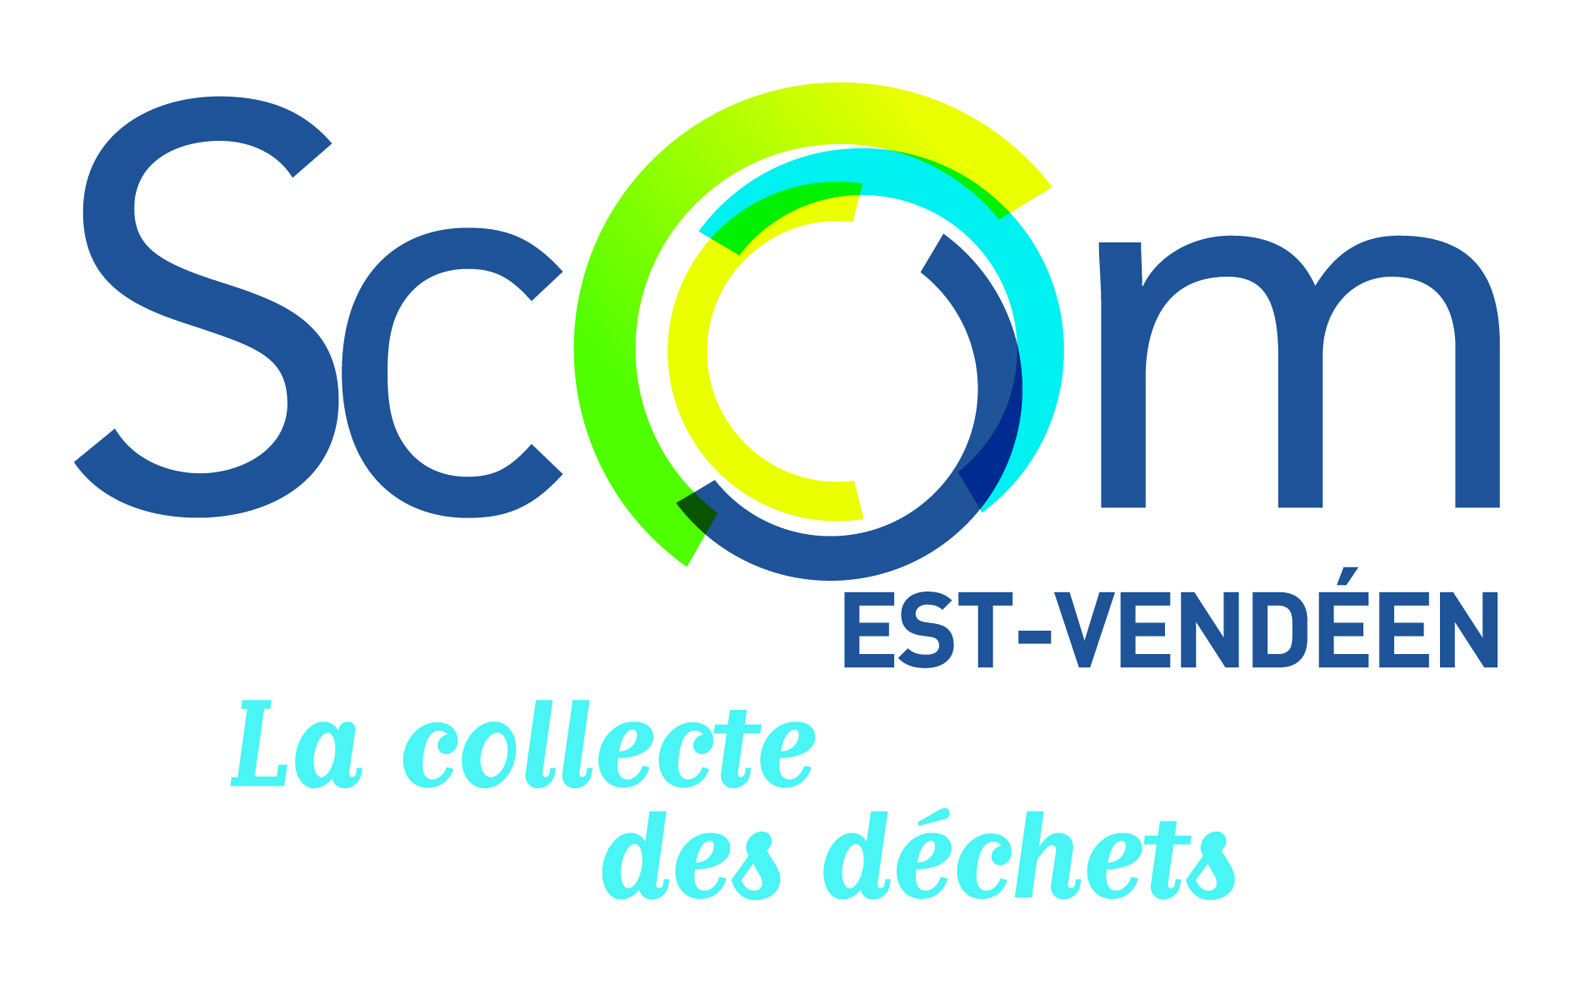 Scom
EST-VENDÉEN
La collecte
des déchets